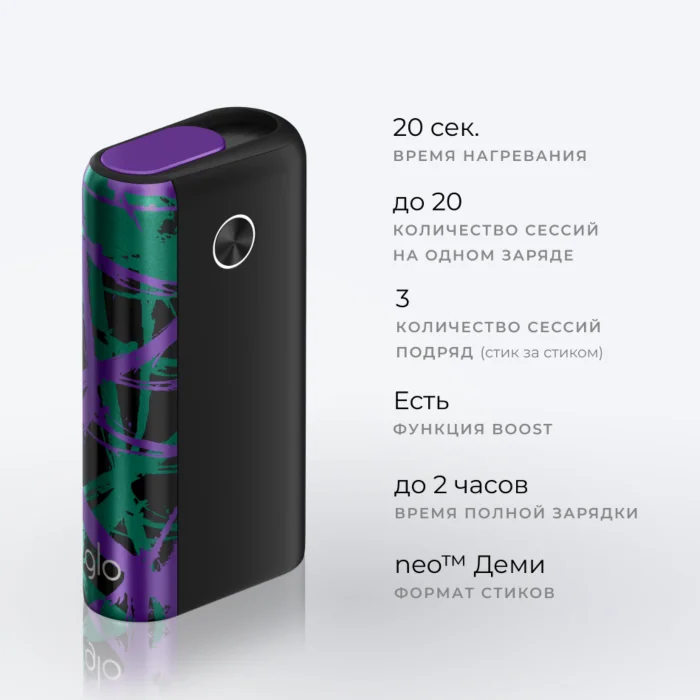 20 сек.
ВРЕМЯ НАГРЕВАНИЯ
до 20
КОЛИЧЕСТВО СЕССИЙ
НА ОДНОМ ЗАРЯДЕ
3
КОЛИЧЕСТВО СЕССИЙ
ПОДРЯД (стик за стиком)
Есть
ФУНКЦИЯ BOOST
до 2 часов
ВРЕМЯ ПОЛНОЙ ЗАРЯДКИ
neo™ Деми
ФОРМАТ СТИКОВ
glo